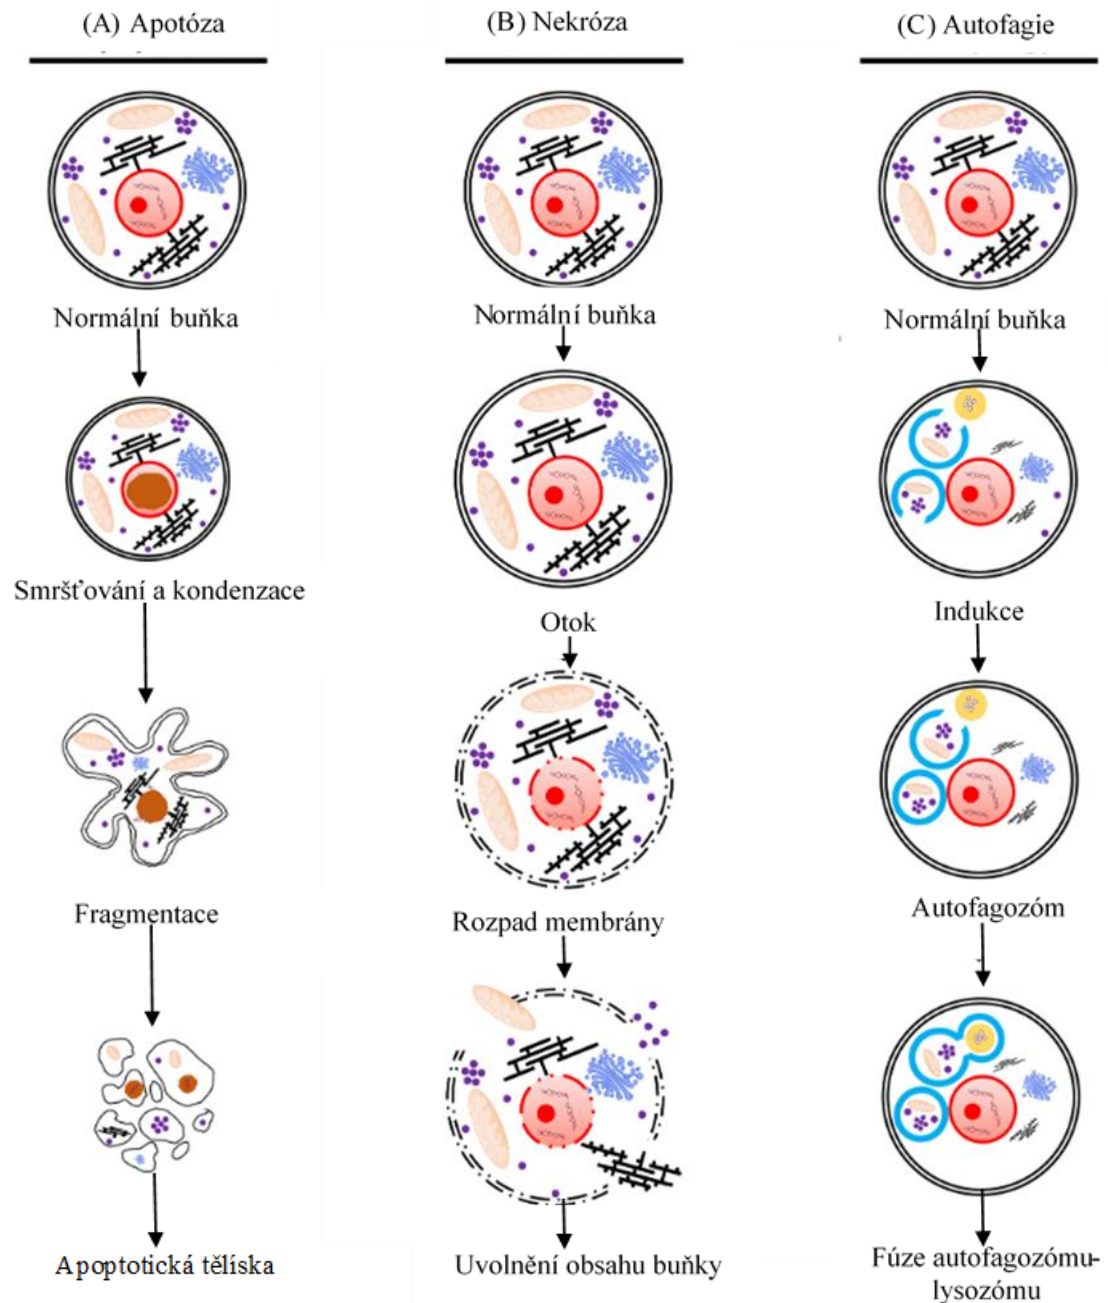 (A) Apotóza
Normální buňka
Smršťování a kondenzace
Fragmentace
Apoptotická tělíska
(B) Nekróza
Normální buňka
Otok
Rozpad membrány
Uvolnění obsahu buňky
(C) Autofagie
Normální buňka
Indukce
Autofagozóm
Fúze autofagozómu-
lysozómu